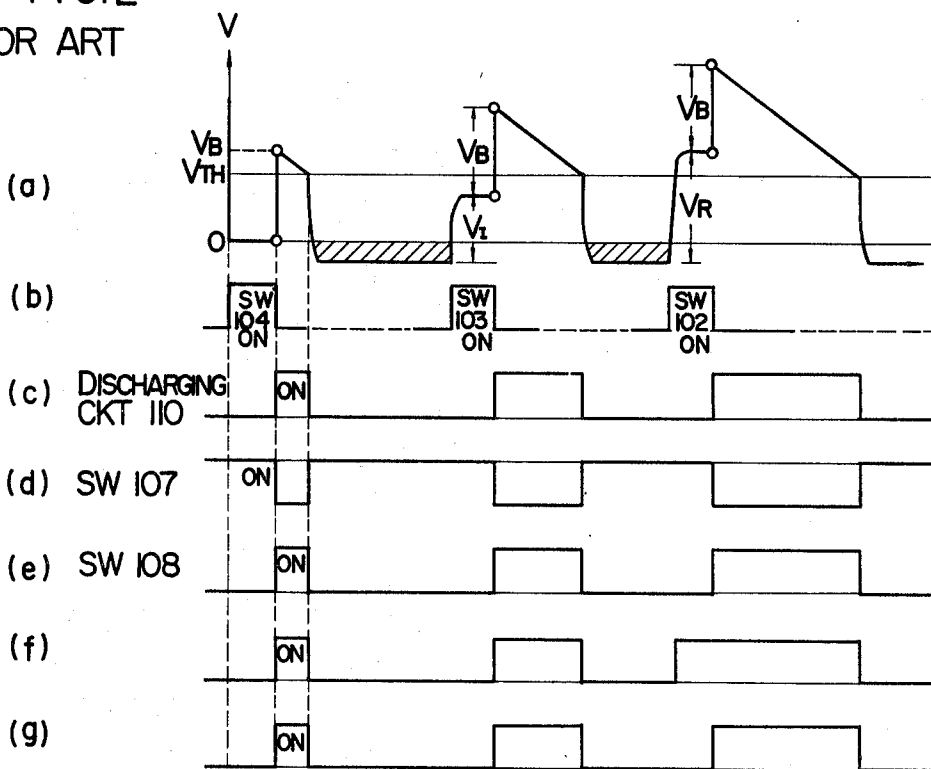 OR ART
V
VB
VTH
0
VB
VI
VB
VR
(a)
(b)
SW 104 ON
SW 103 ON
SW 102 ON
(c) DISCHARGING CKT 110
ON
(d) SW 107
ON
(e) SW 108
ON
(f)
ON
(g)
ON